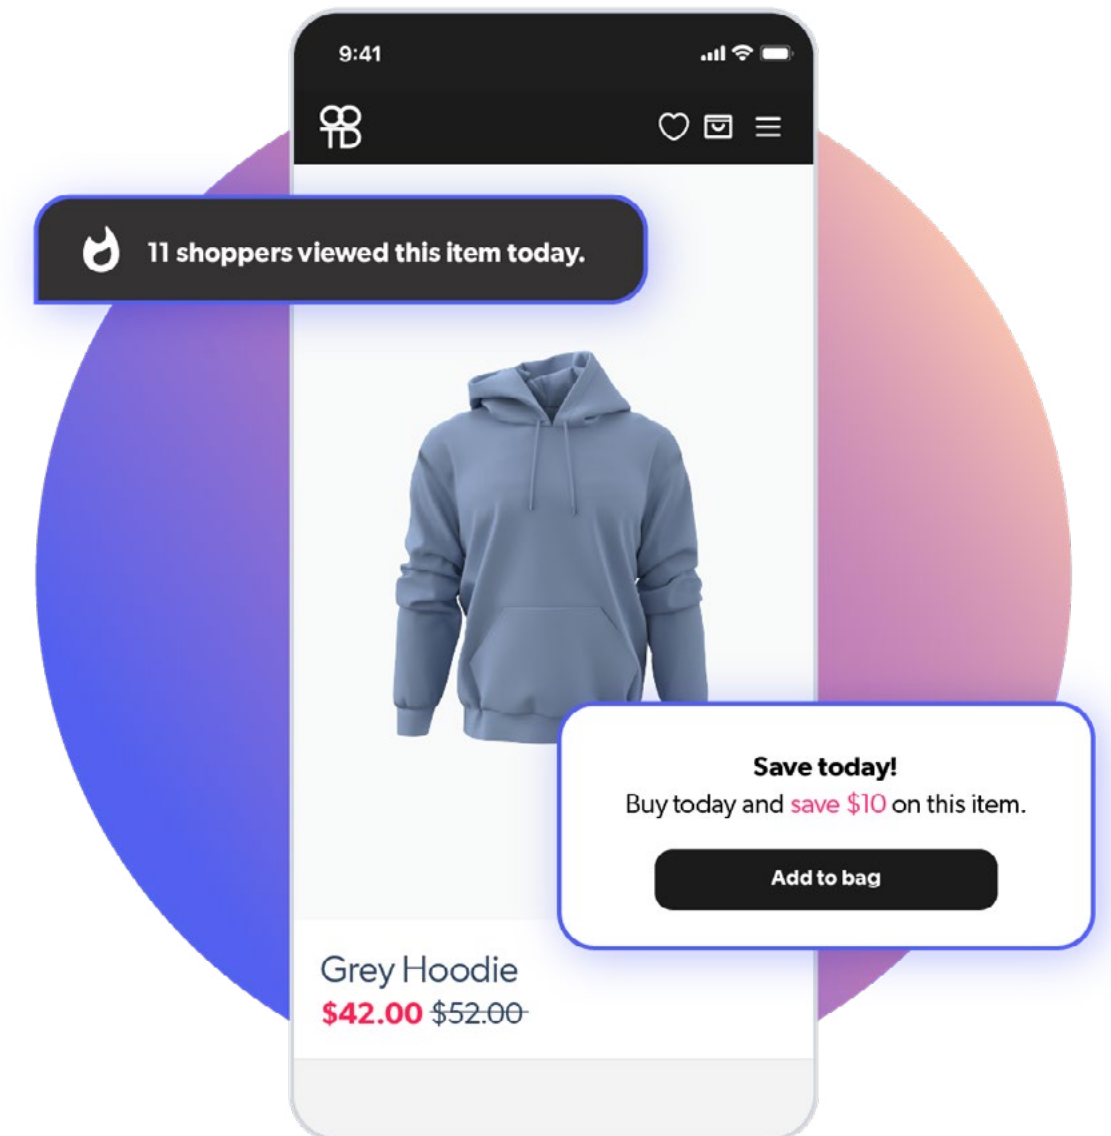 9:41
OOTD
11 shoppers viewed this item today.
Save today!
Buy today and save $10 on this item.
Add to bag
Grey Hoodie
$42.00 $52.00